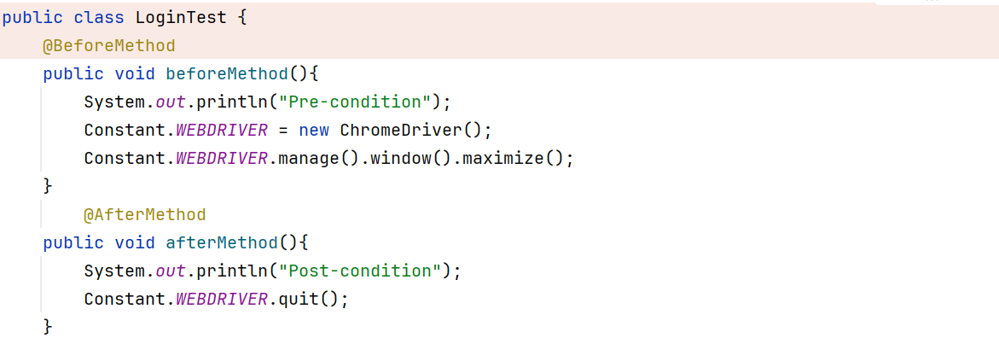 public class LoginTest {
    @BeforeMethod
    public void beforeMethod(){
        System.out.println("Pre-condition");
        Constant.WEBDRIVER = new ChromeDriver();
        Constant.WEBDRIVER.manage().window().maximize();
    }
        @AfterMethod
    public void afterMethod(){
        System.out.println("Post-condition");
        Constant.WEBDRIVER.quit();
    }